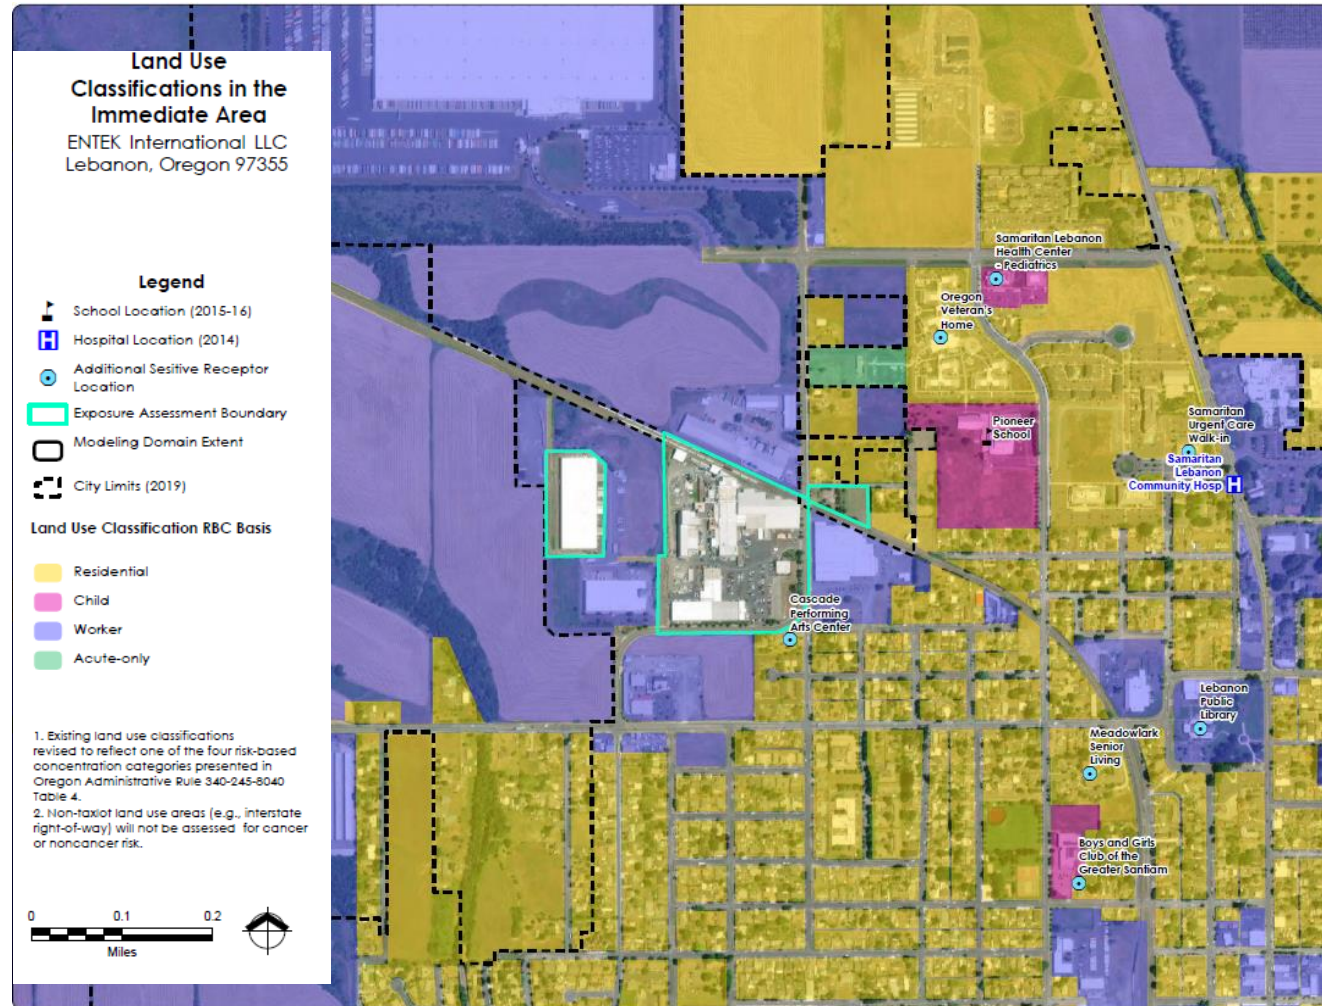 Land Use
Classifications in the
Immediate Area
ENTEK International LLC
Lebanon, Oregon 97355
Legend
School Location (2015-16)
H
Hospital Location (2014)
Additional Sesitive Receptor
Location
Exposure Assessment Boundary
Modeling Domain Extent
City Limits (2019)
Land Use Classification RBC Basis
Residential
Child
Worker
Acute-only
1. Existing land use classifications
revised to reflect one of the four risk-based
concentration categories presented in
Oregon Administrative Rule 340-245-8040
Table 4.
2. Non-taxlot land use areas (e.g., interstate
right-of-way) will not be assessed for cancer
or noncancer risk.
0 0.1 0.2
Miles
Samaritan Lebanon
Health Center
- Pediatrics
Oregon
Veteran's
Home
Pioneer
School
Samaritan
Urgent Care
Walk-in
Samaritan
Lebanon
Community Hosp
H
Cascade
Performing
Arts Center
Lebanon
Public
Library
Meadowlark
Senior
Living
Boys and Girls
Club of the
Greater Santiam